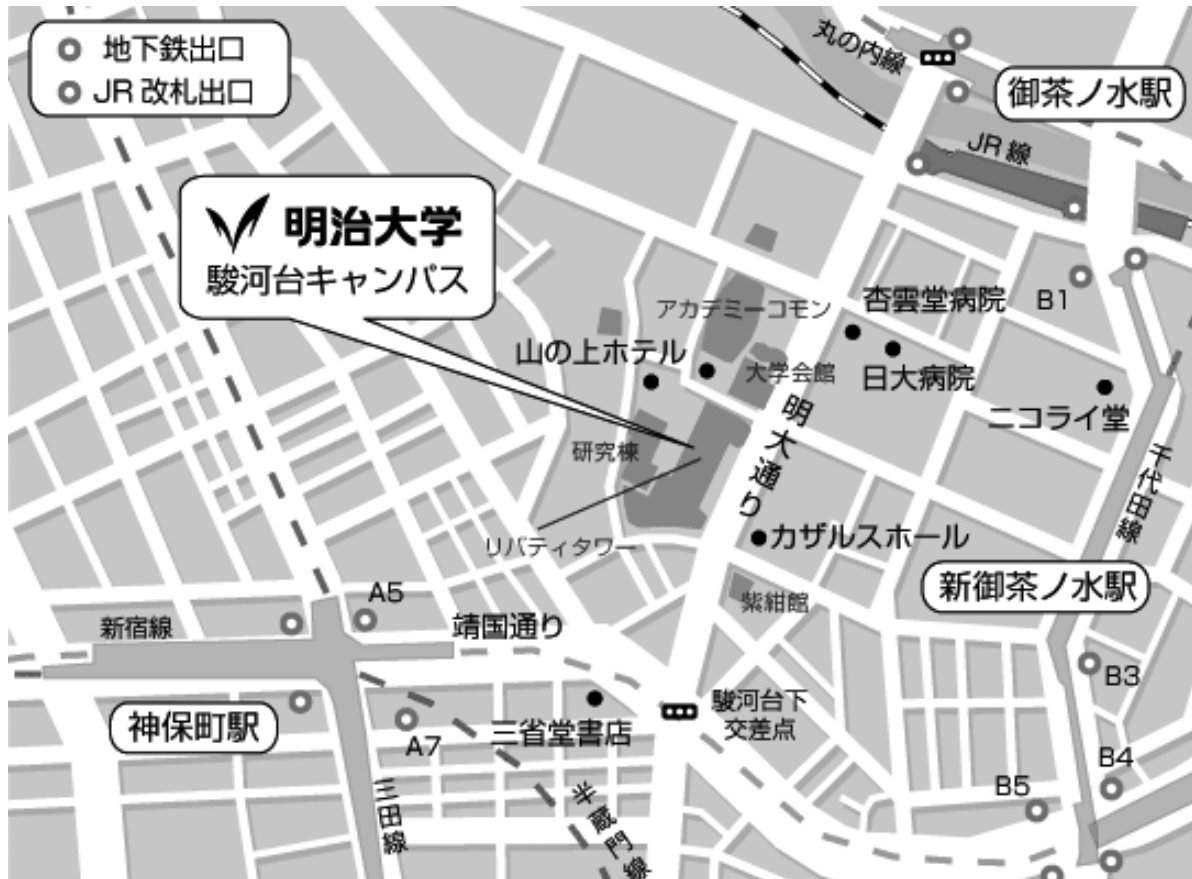 地下鉄出口
JR 改札出口
丸の内線
御茶ノ水駅
JR 線
明治大学
駿河台キャンパス
アカデミーコモン
杏雲堂病院
B1
山の上ホテル
大学会館
日大病院
ニコライ堂
明大通り
研究棟
千代田線
リバティタワー
カザルスホール
新御茶ノ水駅
紫紺館
A5
新宿線
靖国通り
B3
神保町駅
A7
三省堂書店
駿河台下
交差点
B4
B5
三田線
半蔵門線